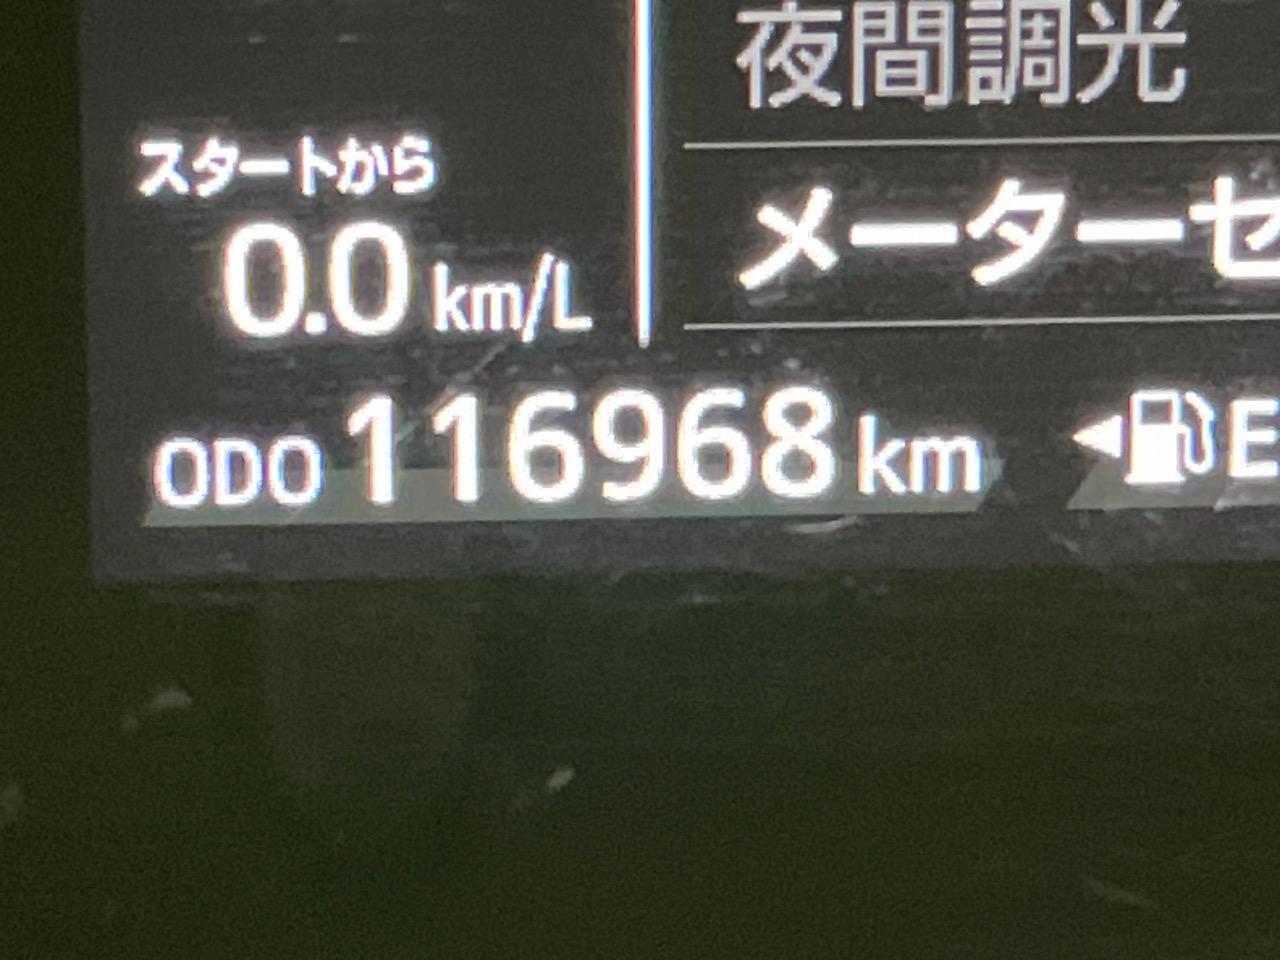 夜間調光
スタートから
0.0 km/L
メーターセ
ODO 116968 km
E